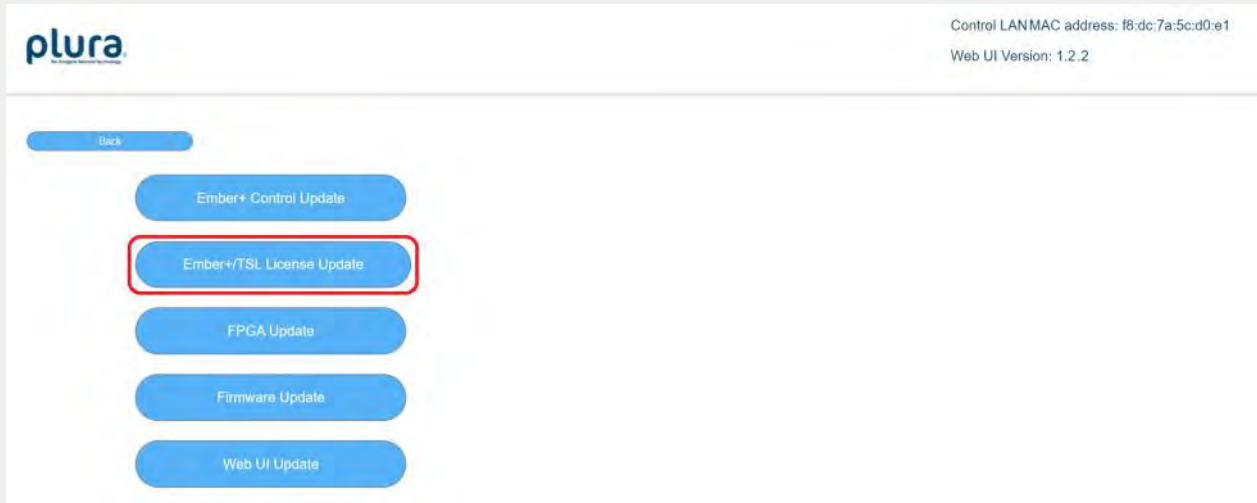 plura
Control LAN MAC address: f8:dc:7a:5c:d0:e1
Web UI Version: 1.2.2
Back
Ember+ Control Update
Ember+/TSL License Update
FPGA Update
Firmware Update
Web UI Update